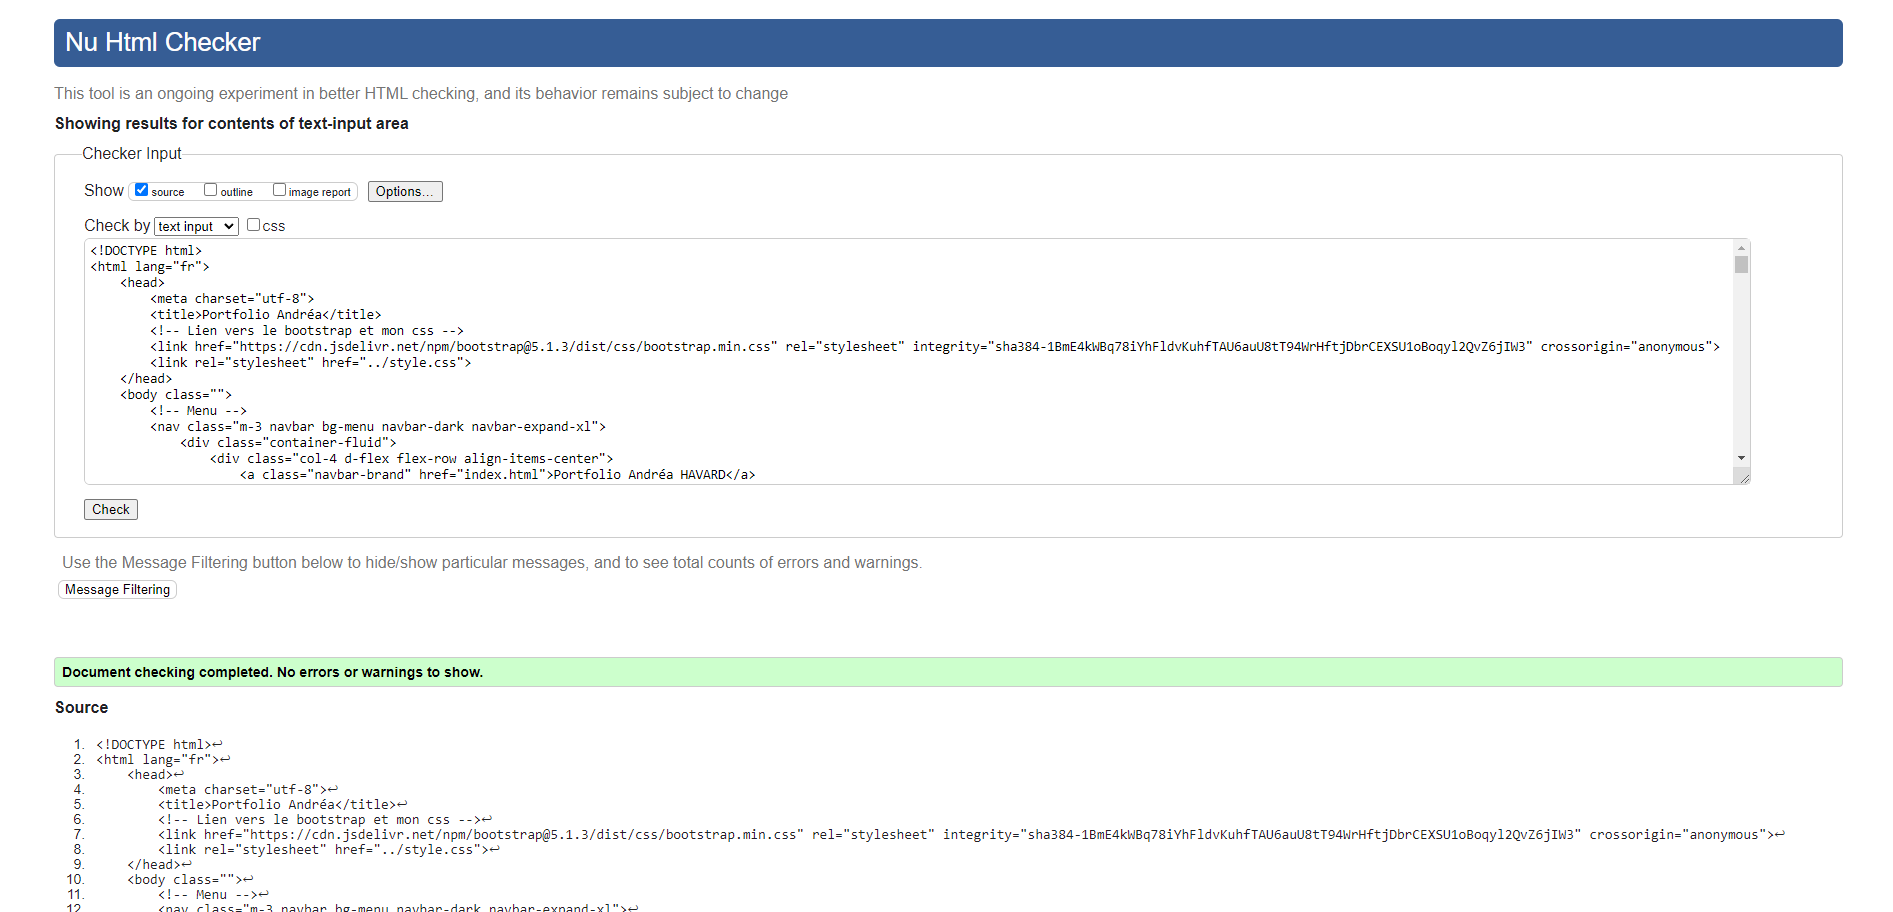 Nu Html Checker
This tool is an ongoing experiment in better HTML checking, and its behavior remains subject to change
Showing results for contents of text-input area
Checker Input
Show source outline image report Options...
Check by text input css
<!DOCTYPE html>
<html lang="fr">
<head>
<meta charset="utf-8">
<title>Portfolio Andréa</title>
<!-- Lien vers le bootstrap et mon css -->
<link href="https://cdn.jsdelivr.net/npm/bootstrap@5.1.3/dist/css/bootstrap.min.css" rel="stylesheet" integrity="sha384-1BmE4kWBq78iYhFldvKuhfTAU6auU8tT94WrHftjDbrCEXSU1oBoqyl2QvZ6jIW3" crossorigin="anonymous">
<link rel="stylesheet" href="../style.css">
</head>
<body class="">
<!-- Menu -->
<nav class="m-3 navbar bg-menu navbar-dark navbar-expand-xl">
<div class="container-fluid">
<div class="col-4 d-flex flex-row align-items-center">
<a class="navbar-brand" href="index.html">Portfolio Andréa HAVARD</a>
Check
Use the Message Filtering button below to hide/show particular messages, and to see total counts of errors and warnings.
Message Filtering
Document checking completed. No errors or warnings to show.
Source
1. <!DOCTYPE html>↩
2. <html lang="fr">↩
3. <head>↩
4. <meta charset="utf-8">↩
5. <title>Portfolio Andréa</title>↩
6. <!-- Lien vers le bootstrap et mon css -->↩
7. <link href="https://cdn.jsdelivr.net/npm/bootstrap@5.1.3/dist/css/bootstrap.min.css" rel="stylesheet" integrity="sha384-1BmE4kWBq78iYhFldvKuhfTAU6auU8tT94WrHftjDbrCEXSU1oBoqyl2QvZ6jIW3" crossorigin="anonymous">↩
8. <link rel="stylesheet" href="../style.css">↩
9. </head>↩
10. <body class="">↩
11. <!-- Menu -->↩
12. <nav class="m-3 navbar bg-menu navbar-dark navbar-expand-xl">↩